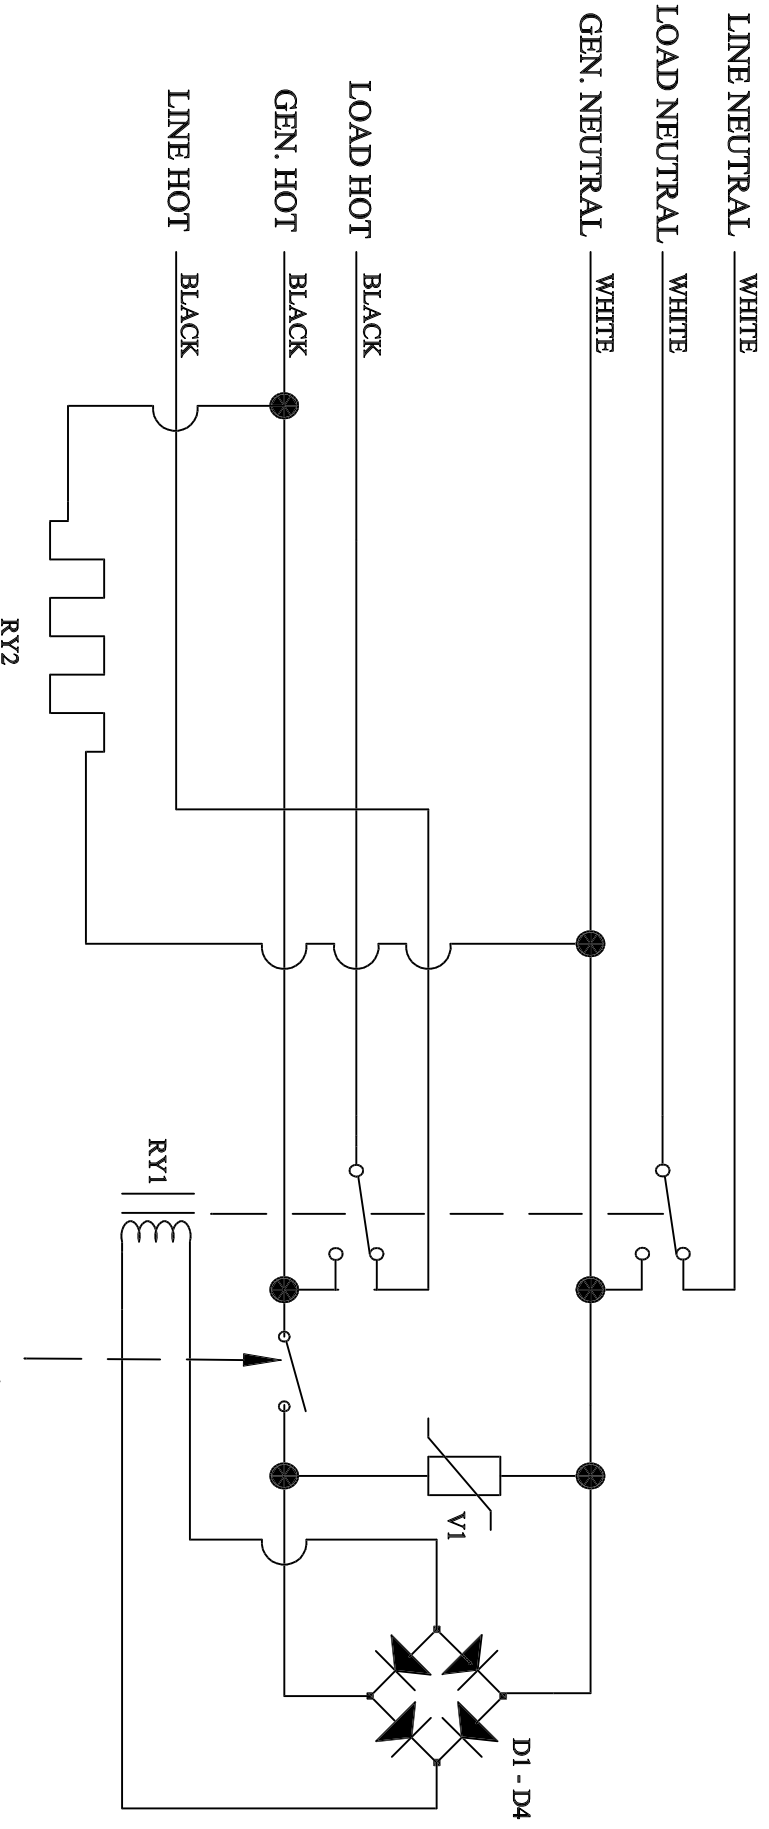 LINE NEUTRAL WHITE
LOAD NEUTRAL WHITE
GEN. NEUTRAL WHITE
LOAD HOT BLACK
GEN. HOT BLACK
LINE HOT BLACK
RY2
RY1
V1
D1 - D4